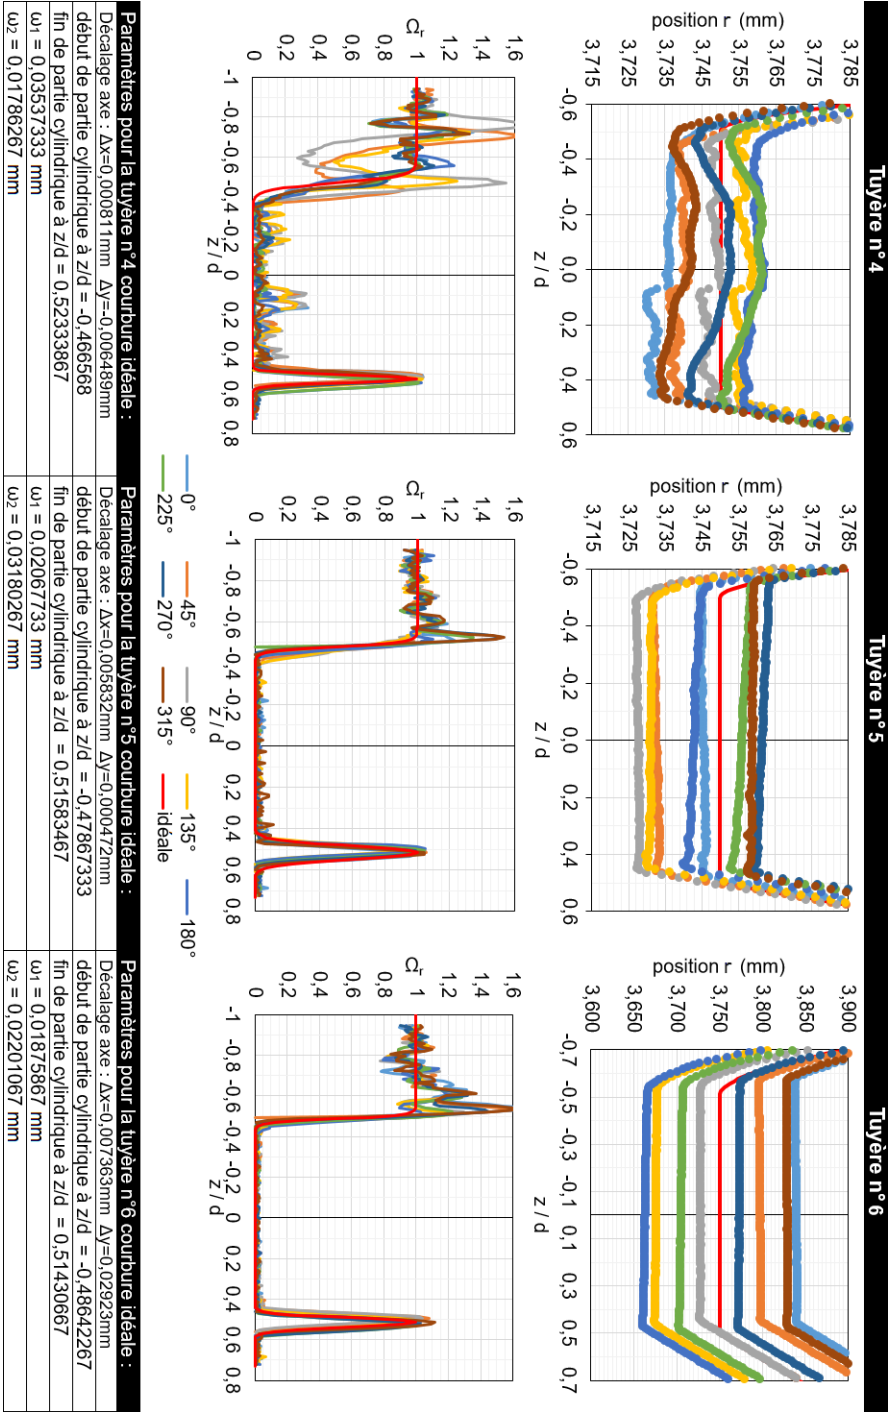 Tuyère n°4
Tuyère n°5
Tuyère n°6
position r (mm)
3,785
3,775
3,765
3,755
3,745
3,735
3,725
3,715
-0,6
-0,4
-0,2
0,0
0,2
0,4
0,6
z / d
position r (mm)
3,785
3,775
3,765
3,755
3,745
3,735
3,725
3,715
-0,6
-0,4
-0,2
0,0
0,2
0,4
0,6
z / d
position r (mm)
3,900
3,850
3,800
3,750
3,700
3,650
3,600
-0,7
-0,5
-0,3
-0,1
0,1
0,3
0,5
0,7
z / d
Ωr
1,6
1,4
1,2
1
0,8
0,6
0,4
0,2
0
-1
-0,8
-0,6
-0,4
-0,2
0
0,2
0,4
0,6
0,8
z / d
Ωr
1,6
1,4
1,2
1
0,8
0,6
0,4
0,2
0
-1
-0,8
-0,6
-0,4
-0,2
0
0,2
0,4
0,6
0,8
z / d
Ωr
1,6
1,4
1,2
1
0,8
0,6
0,4
0,2
0
-1
-0,8
-0,6
-0,4
-0,2
0
0,2
0,4
0,6
0,8
z / d
0° 45° 90° 135° 180°
225° 270° 315° idéale
Paramètres pour la tuyère n°4 courbure idéale :
Décalage axe : Δx=0,000811mm Δy=-0,006489mm
début de partie cylindrique à z/d = -0,466568
fin de partie cylindrique à z/d = 0,52333867
ω₁ = 0,03537333 mm
ω₂ = 0,01786267 mm
Paramètres pour la tuyère n°5 courbure idéale :
Décalage axe : Δx=0,005832mm Δy=0,000472mm
début de partie cylindrique à z/d = -0,47867333
fin de partie cylindrique à z/d = 0,51583467
ω₁ = 0,02067733 mm
ω₂ = 0,03180267 mm
Paramètres pour la tuyère n°6 courbure idéale :
Décalage axe : Δx=0,007363mm Δy=0,02923mm
début de partie cylindrique à z/d = -0,48642267
fin de partie cylindrique à z/d = 0,51430667
ω₁ = 0,01875867 mm
ω₂ = 0,02201067 mm